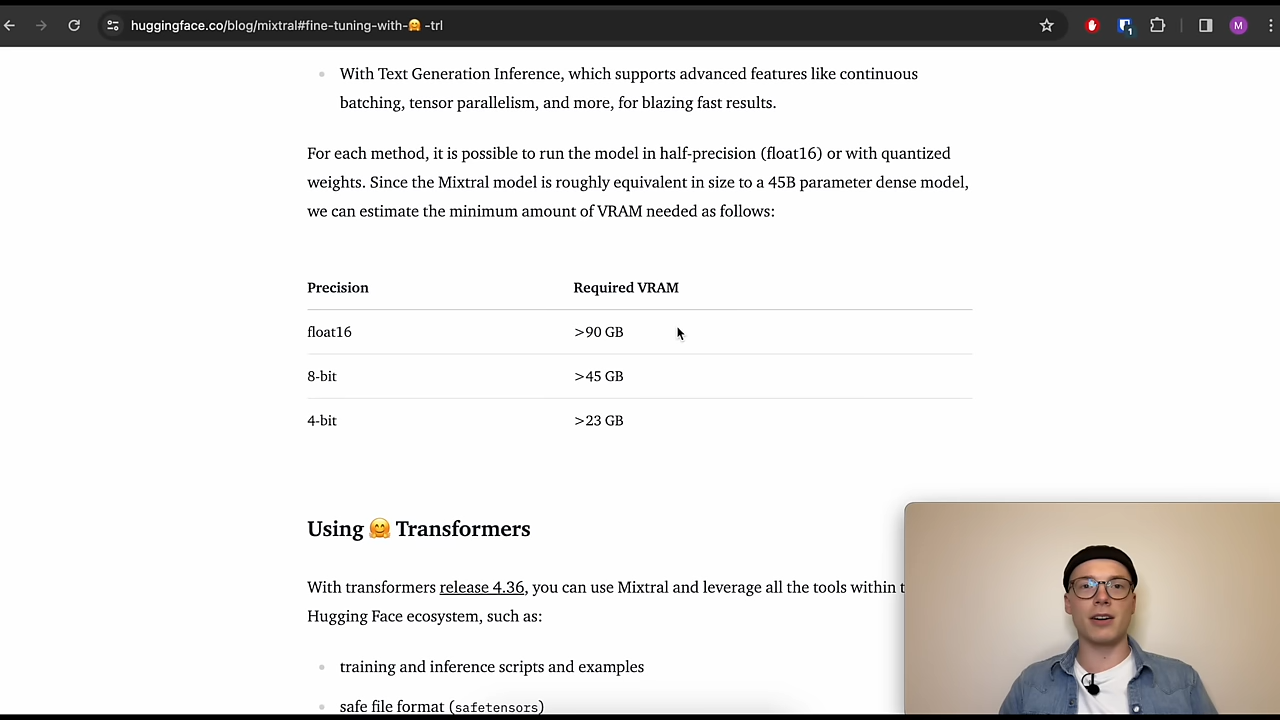 huggingface.co/blog/mixtral#fine-tuning-with-🤗 -trl
1
M
With Text Generation Inference, which supports advanced features like continuous
batching, tensor parallelism, and more, for blazing fast results.
For each method, it is possible to run the model in half-precision (float16) or with quantized
weights. Since the Mixtral model is roughly equivalent in size to a 45B parameter dense model,
we can estimate the minimum amount of VRAM needed as follows:
Precision Required VRAM
float16 >90 GB
8-bit >45 GB
4-bit >23 GB
Using 🤗 Transformers
With transformers release 4.36, you can use Mixtral and leverage all the tools within t
Hugging Face ecosystem, such as:
training and inference scripts and examples
safe file format (safetensors)